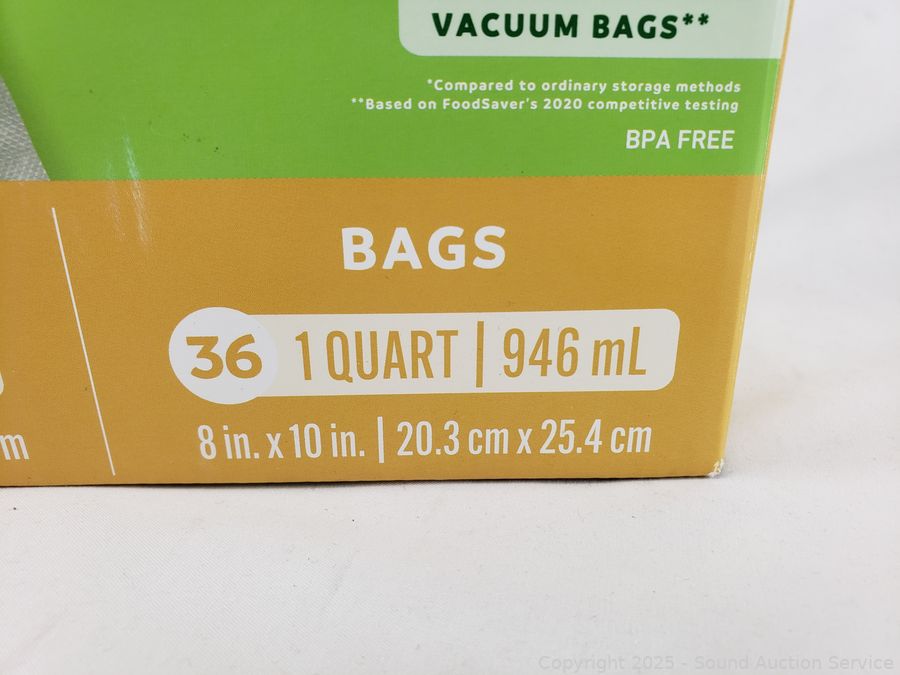 VACUUM BAGS**
*Compared to ordinary storage methods
**Based on FoodSaver's 2020 competitive testing
BPA FREE
BAGS
36 1 QUART | 946 mL
8 in. x 10 in. | 20.3 cm x 25.4 cm
m
Copyright 2025 - Sound Auction Service